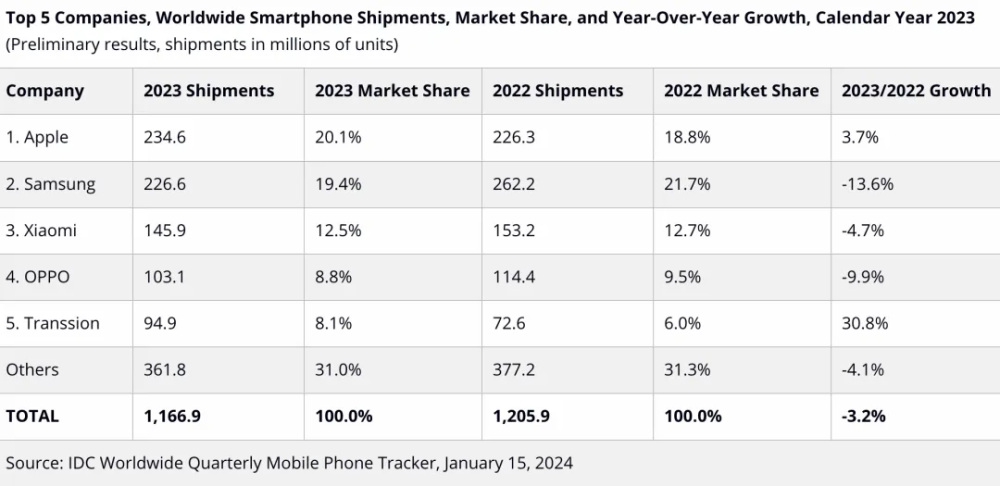 Top 5 Companies, Worldwide Smartphone Shipments, Market Share, and Year-Over-Year Growth, Calendar Year 2023
(Preliminary results, shipments in millions of units)
Company 2023 Shipments 2023 Market Share 2022 Shipments 2022 Market Share 2023/2022 Growth
1. Apple 234.6 20.1% 226.3 18.8% 3.7%
2. Samsung 226.6 19.4% 262.2 21.7% -13.6%
3. Xiaomi 145.9 12.5% 153.2 12.7% -4.7%
4. OPPO 103.1 8.8% 114.4 9.5% -9.9%
5. Transsion 94.9 8.1% 72.6 6.0% 30.8%
Others 361.8 31.0% 377.2 31.3% -4.1%
TOTAL 1,166.9 100.0% 1,205.9 100.0% -3.2%
Source: IDC Worldwide Quarterly Mobile Phone Tracker, January 15, 2024